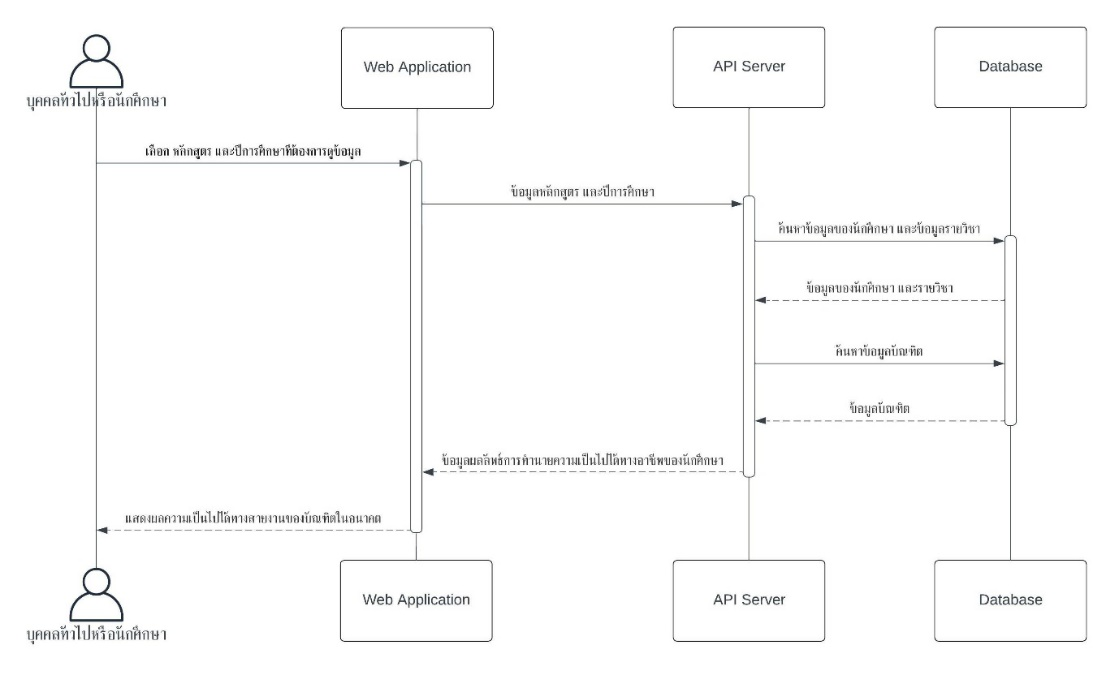 Web Application
API Server
Database
บุคคลทั่วไปหรือนักศึกษา
เลือก หลักสูตร และปีการศึกษาที่ต้องการดูข้อมูล
ข้อมูลหลักสูตร และปีการศึกษา
ค้นหาข้อมูลของนักศึกษา และข้อมูลรายวิชา
ข้อมูลของนักศึกษา และรายวิชา
ค้นหาข้อมูลบัณฑิต
ข้อมูลบัณฑิต
ข้อมูลผลลัพธ์การทำนายความเป็นไปได้ทางอาชีพของนักศึกษา
แสดงผลความเป็นไปได้ทางสายงานของบัณฑิตในอนาคต
Web Application
API Server
Database
บุคคลทั่วไปหรือนักศึกษา